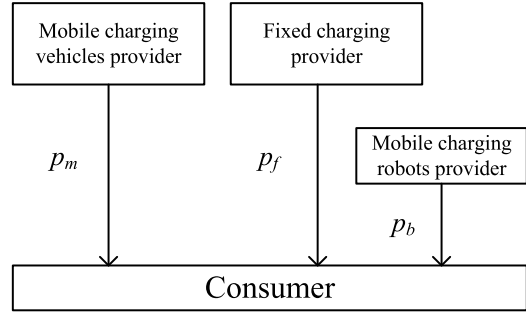 Mobile charging
vehicles provider
Fixed charging
provider
Mobile charging
robots provider
p_m
p_f
p_b
Consumer